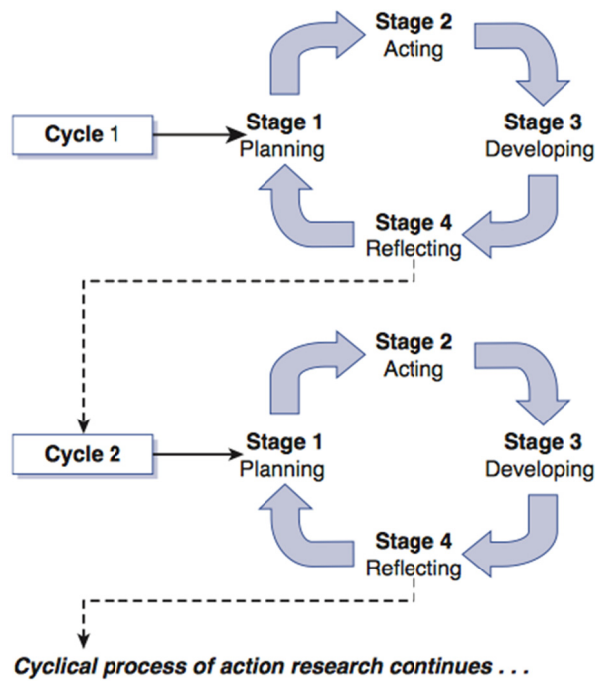 Stage 2
Acting
Cycle 1
Stage 1
Planning
Stage 3
Developing
Stage 4
Reflecting
Stage 2
Acting
Cycle 2
Stage 1
Planning
Stage 3
Developing
Stage 4
Reflecting
Cyclical process of action research continues . . .